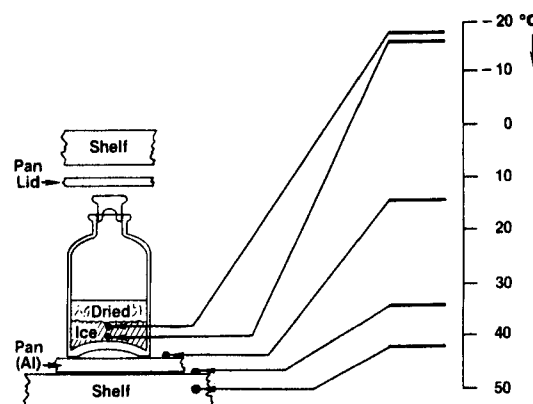 - 20 °C
- 10
0
10
20
30
40
50
Shelf
Pan
Lid
Dried
Ice
Pan
(Al)
Shelf